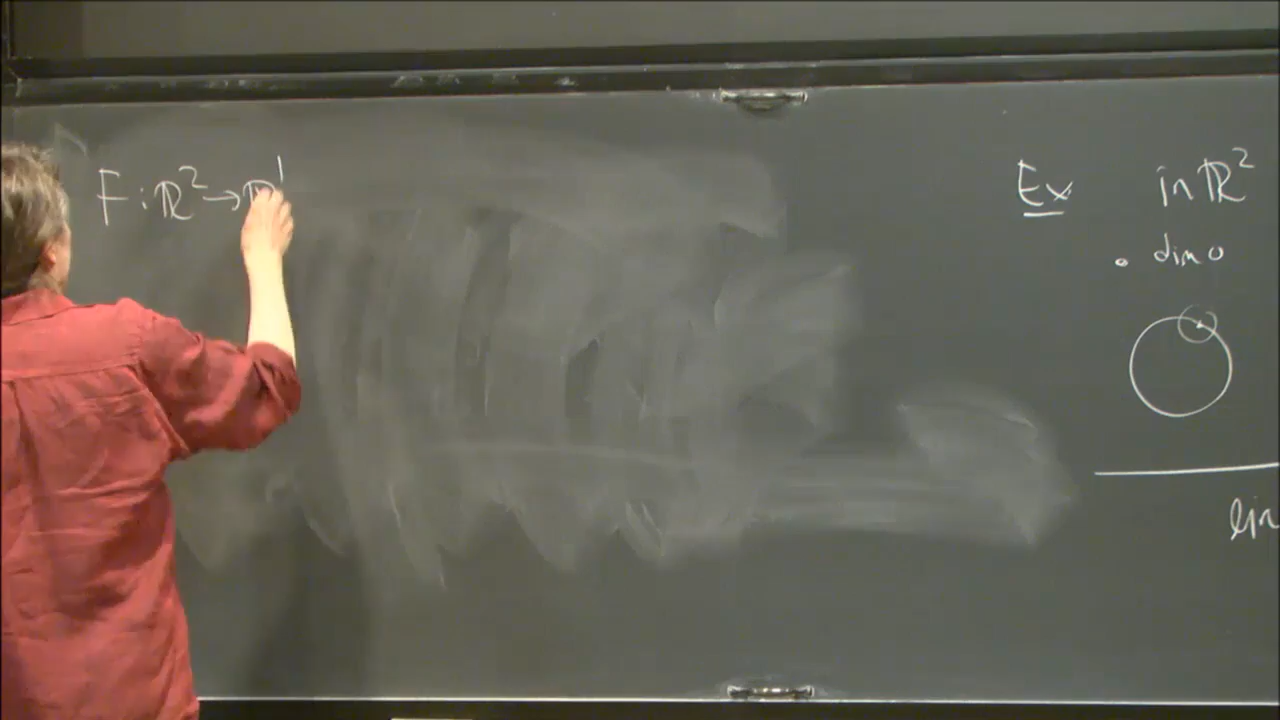 F : ℝ² → ℝ¹
Ex in ℝ²
• dim 0